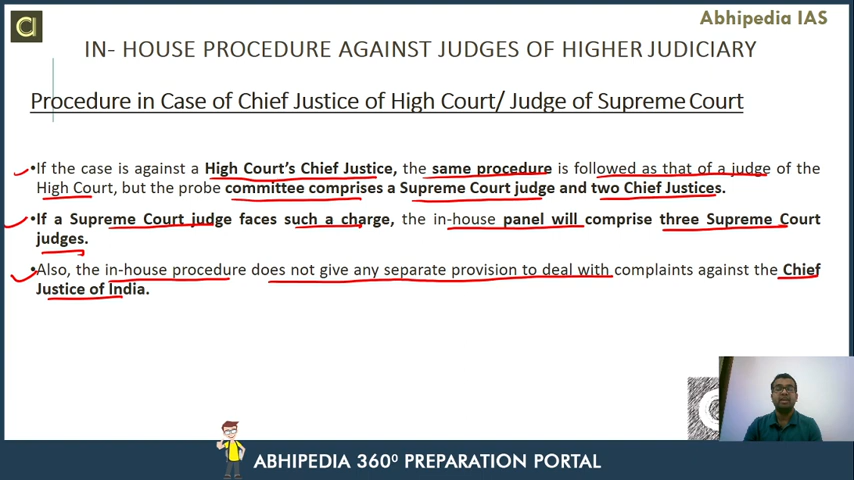 Abhipedia IAS
IN- HOUSE PROCEDURE AGAINST JUDGES OF HIGHER JUDICIARY
Procedure in Case of Chief Justice of High Court/ Judge of Supreme Court
•If the case is against a High Court's Chief Justice, the same procedure is followed as that of a judge of the
High Court, but the probe committee comprises a Supreme Court judge and two Chief Justices.
•If a Supreme Court judge faces such a charge, the in-house panel will comprise three Supreme Court
judges.
•Also, the in-house procedure does not give any separate provision to deal with complaints against the Chief
Justice of India.
ABHIPEDIA 360⁰ PREPARATION PORTAL